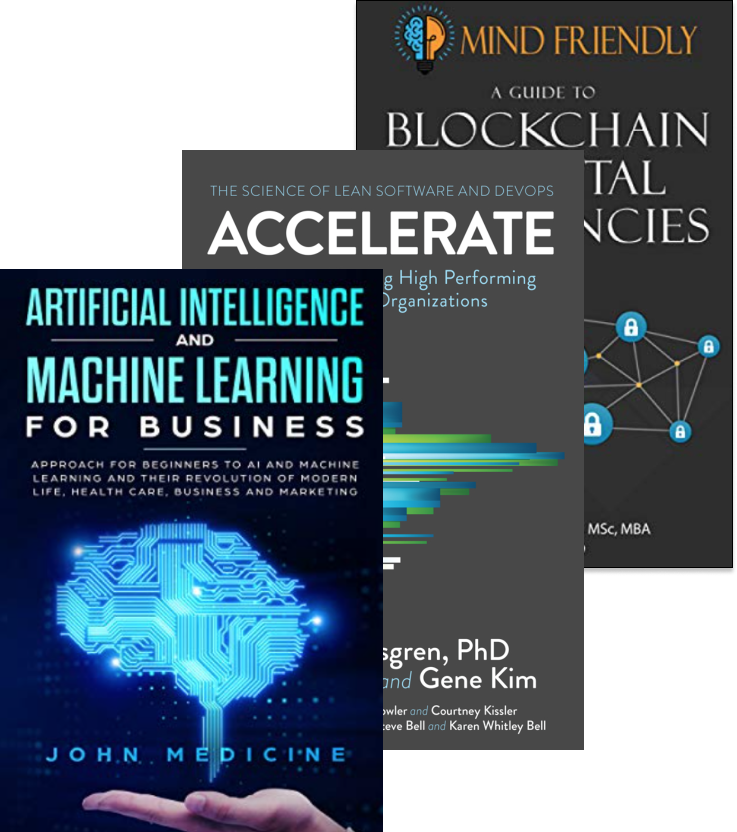 MIND FRIENDLY
A GUIDE TO
BLOCKCHAIN
TAL
NCIES
MSc, MBA
THE SCIENCE OF LEAN SOFTWARE AND DEVOPS
ACCELERATE
g High Performing
Organizations
sgren, PhD
and Gene Kim
owler and Courtney Kissler
teve Bell and Karen Whitley Bell
ARTIFICIAL INTELLIGENCE
AND
MACHINE LEARNING
FOR BUSINESS
APPROACH FOR BEGINNERS TO AI AND MACHINE
LEARNING AND THEIR REVOLUTION OF MODERN
LIFE, HEALTH CARE, BUSINESS AND MARKETING
JOHN MEDICINE